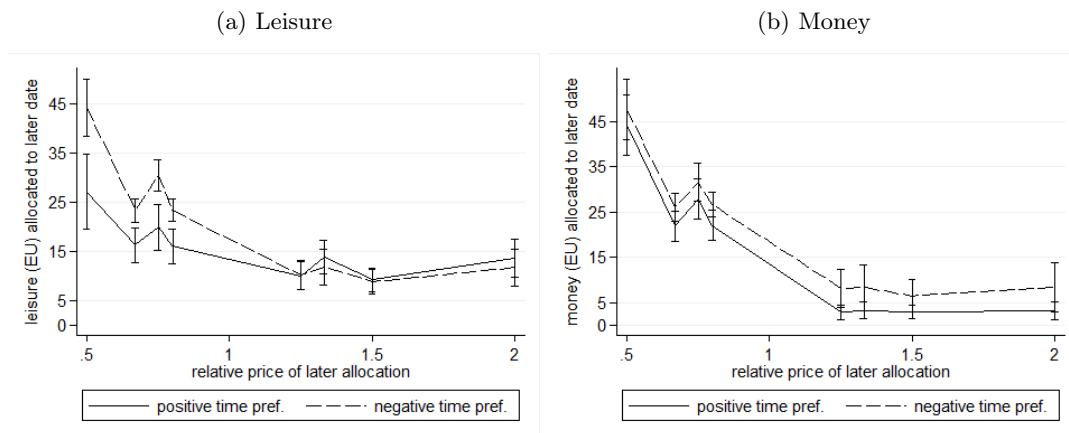 (a) Leisure
leisure (EU) allocated to later date
45
35
25
15
5
0
.5
1
1.5
2
relative price of later allocation
positive time pref.
negative time pref.
(b) Money
money (EU) allocated to later date
45
35
25
15
5
0
.5
1
1.5
2
relative price of later allocation
positive time pref.
negative time pref.